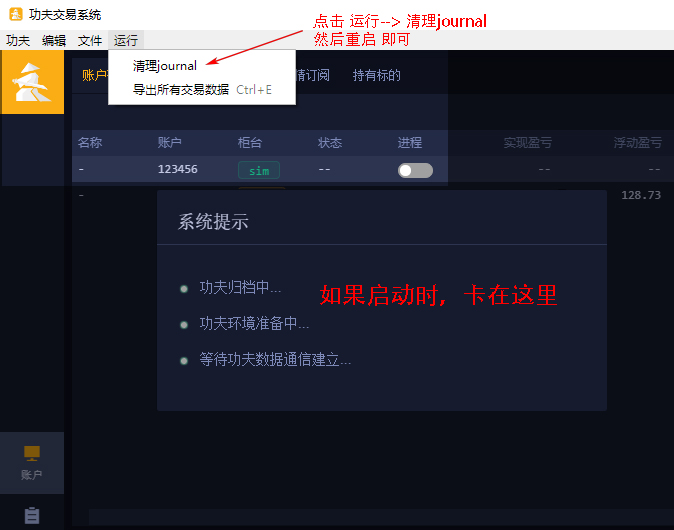 功夫交易系统
点击 运行--> 清理journal
然后重启 即可
功夫 编辑 文件 运行
清理journal
导出所有交易数据 Ctrl+E
账户
情订阅 持有标的
名称 账户 柜台 状态 进程 实现盈亏 浮动盈亏
- 123456 sim -- -- --
- 128.73
系统提示
功夫归档中...
如果启动时, 卡在这里
功夫环境准备中...
等待功夫数据通信建立...
账户